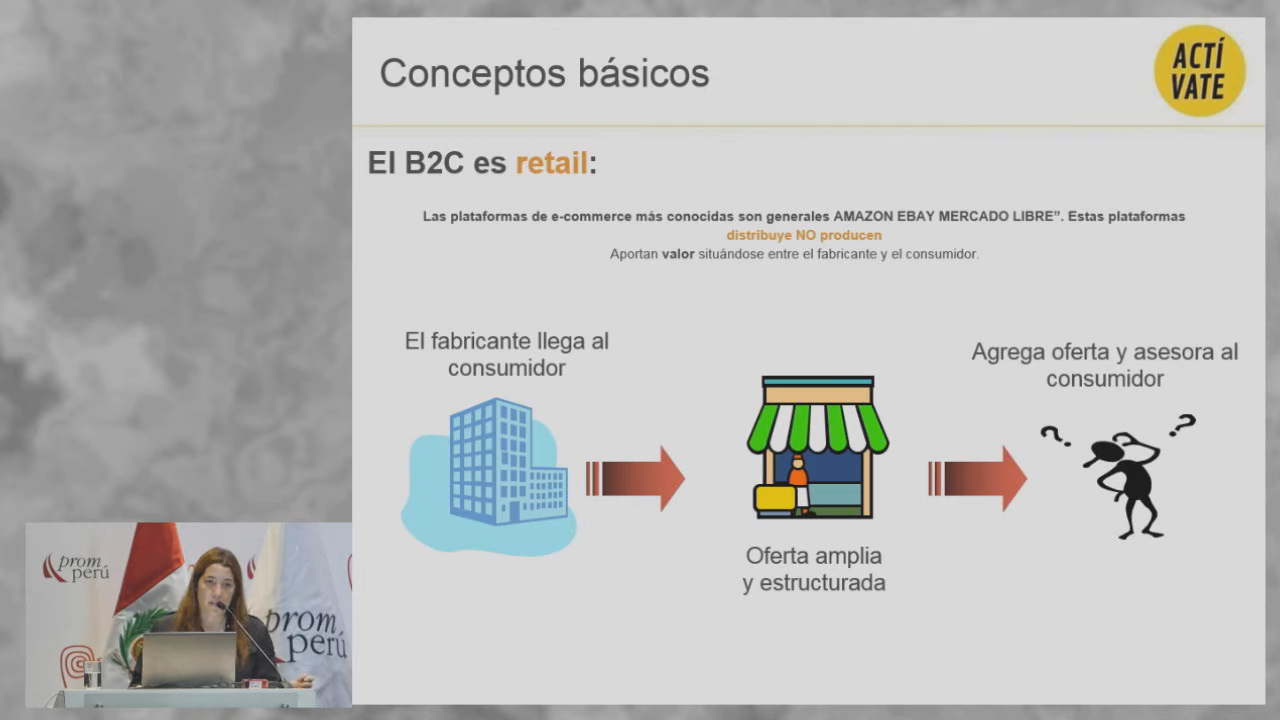 Conceptos básicos
ACTÍ
VATE
El B2C es retail:
Las plataformas de e-commerce más conocidas son generales AMAZON EBAY MERCADO LIBRE”. Estas plataformas
distribuye NO producen
Aportan valor situándose entre el fabricante y el consumidor.
El fabricante llega al
consumidor
Agrega oferta y asesora al
consumidor
? ?
Oferta amplia
y estructurada
prom
perú
prom
perú